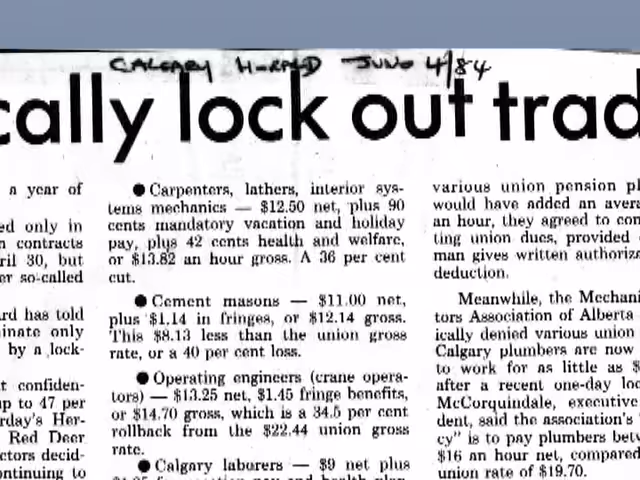 CALGARY HERALD JUNE 4/84
cally lock out trad
a year of
ed only in
n contracts
ril 30, but
er so-called
ard has told
inate only
by a lock-
t confiden-
up to 47 per
rday's Her-
Red Deer
ctors decid-
ontinuing to
● Carpenters, lathers, interior sys-
tems mechanics — $12.50 net, plus 90
cents mandatory vacation and holiday
pay, plus 42 cents health and welfare,
or $13.82 an hour gross. A 36 per cent
cut.
● Cement masons — $11.00 net,
plus $1.14 in fringes, or $12.14 gross.
This $8.13 less than the union gross
rate, or a 40 per cent loss.
● Operating engineers (crane opera-
tors) — $13.25 net, $1.45 fringe benefits,
or $14.70 gross, which is a 34.5 per cent
rollback from the $22.44 union gross
rate.
● Calgary laborers — $9 net plus
various union pension pl
would have added an avera
an hour, they agreed to con
ting union dues, provided
man gives written authoriza
deduction.
Meanwhile, the Mechani
tors Association of Alberta
ically denied various union
Calgary plumbers are now
to work for as little as $
after a recent one-day loc
McCorquindale, executive
dent, said the association's
cy" is to pay plumbers betw
$16 an hour net, compared
union rate of $19.70.